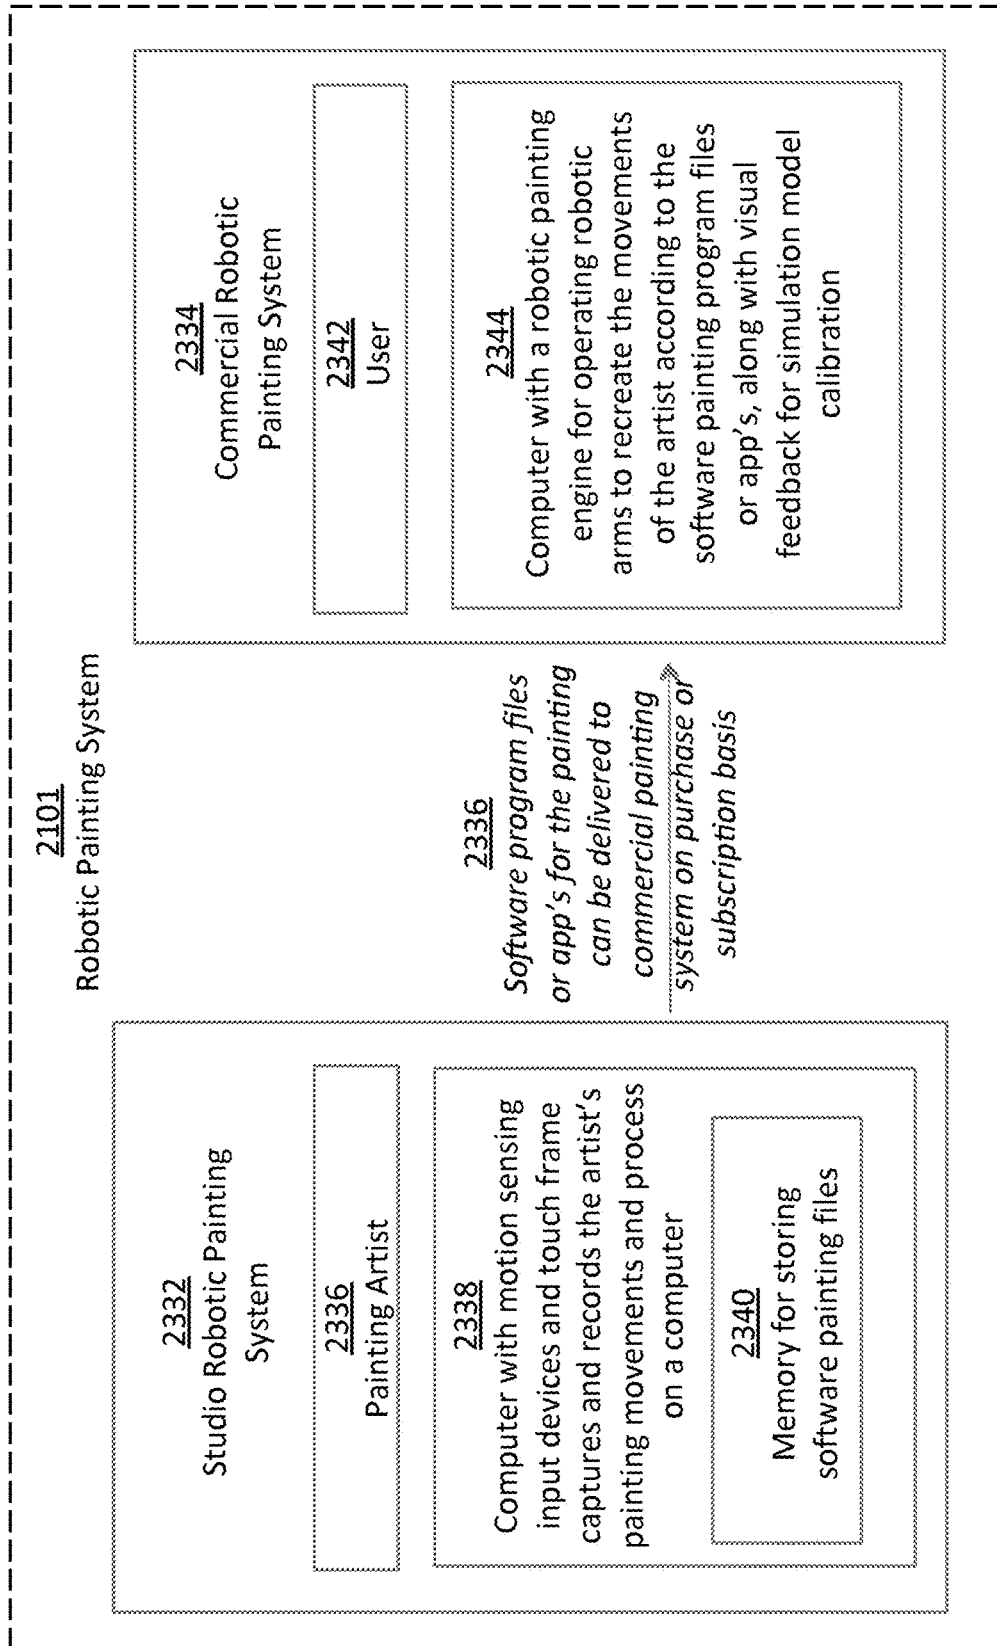 2101
Robotic Painting System
2332
Studio Robotic Painting
System
2336
Painting Artist
2338
Computer with motion sensing
input devices and touch frame
captures and records the artist's
painting movements and process
on a computer
2340
Memory for storing
software painting files
2336
Software program files
or app's for the painting
can be delivered to
commercial painting
system on purchase or
subscription basis
2334
Commercial Robotic
Painting System
2342
User
2344
Computer with a robotic painting
engine for operating robotic
arms to recreate the movements
of the artist according to the
software painting program files
or app's, along with visual
feedback for simulation model
calibration